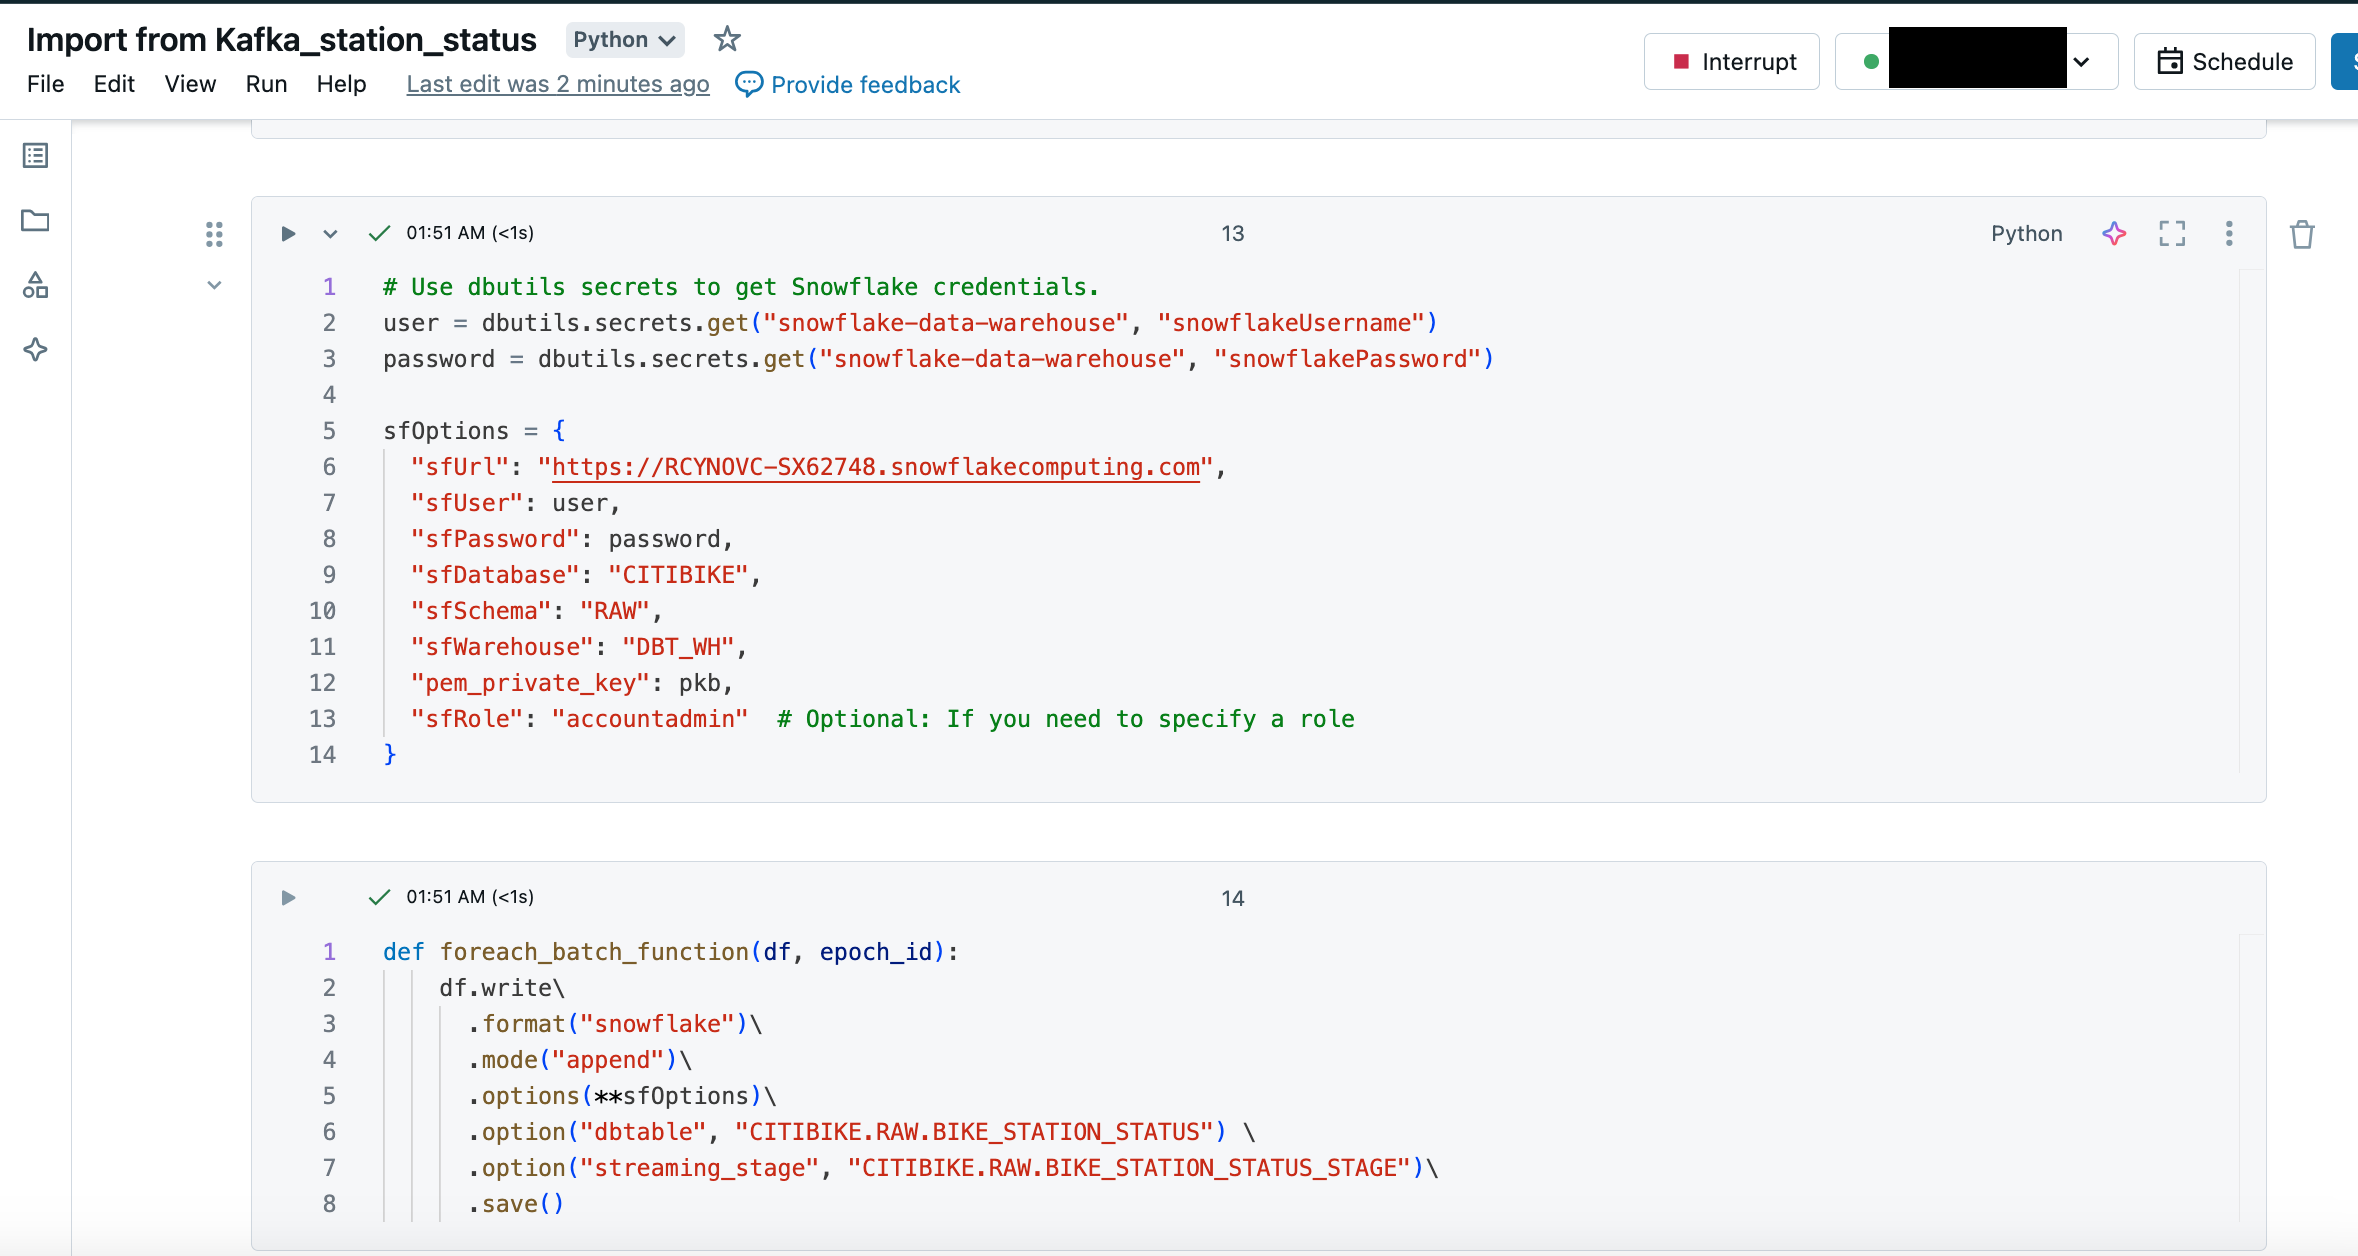 Import from Kafka_station_status Python
File Edit View Run Help Last edit was 2 minutes ago Provide feedback
Interrupt Schedule
01:51 AM (<1s) 13 Python
1 # Use dbutils secrets to get Snowflake credentials.
2 user = dbutils.secrets.get("snowflake-data-warehouse", "snowflakeUsername")
3 password = dbutils.secrets.get("snowflake-data-warehouse", "snowflakePassword")
4
5 sfOptions = {
6 "sfUrl": "https://RCYNOVC-SX62748.snowflakecomputing.com",
7 "sfUser": user,
8 "sfPassword": password,
9 "sfDatabase": "CITIBIKE",
10 "sfSchema": "RAW",
11 "sfWarehouse": "DBT_WH",
12 "pem_private_key": pkb,
13 "sfRole": "accountadmin" # Optional: If you need to specify a role
14 }
01:51 AM (<1s) 14
1 def foreach_batch_function(df, epoch_id):
2 df.write\
3 .format("snowflake")\
4 .mode("append")\
5 .options(**sfOptions)\
6 .option("dbtable", "CITIBIKE.RAW.BIKE_STATION_STATUS") \
7 .option("streaming_stage", "CITIBIKE.RAW.BIKE_STATION_STATUS_STAGE")\
8 .save()